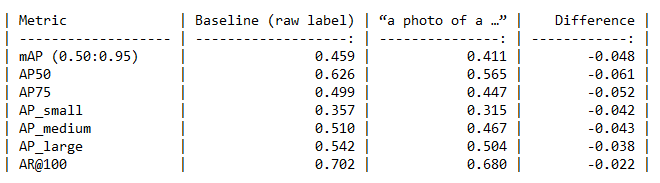 | Metric              | Baseline (raw label) | “a photo of a …” |   Difference |
| ------------------- | -------------------: | ---------------: | -----------: |
| mAP (0.50:0.95)     |                0.459 |            0.411 |       -0.048 |
| AP50                |                0.626 |            0.565 |       -0.061 |
| AP75                |                0.499 |            0.447 |       -0.052 |
| AP_small            |                0.357 |            0.315 |       -0.042 |
| AP_medium           |                0.510 |            0.467 |       -0.043 |
| AP_large            |                0.542 |            0.504 |       -0.038 |
| AR@100              |                0.702 |            0.680 |       -0.022 |